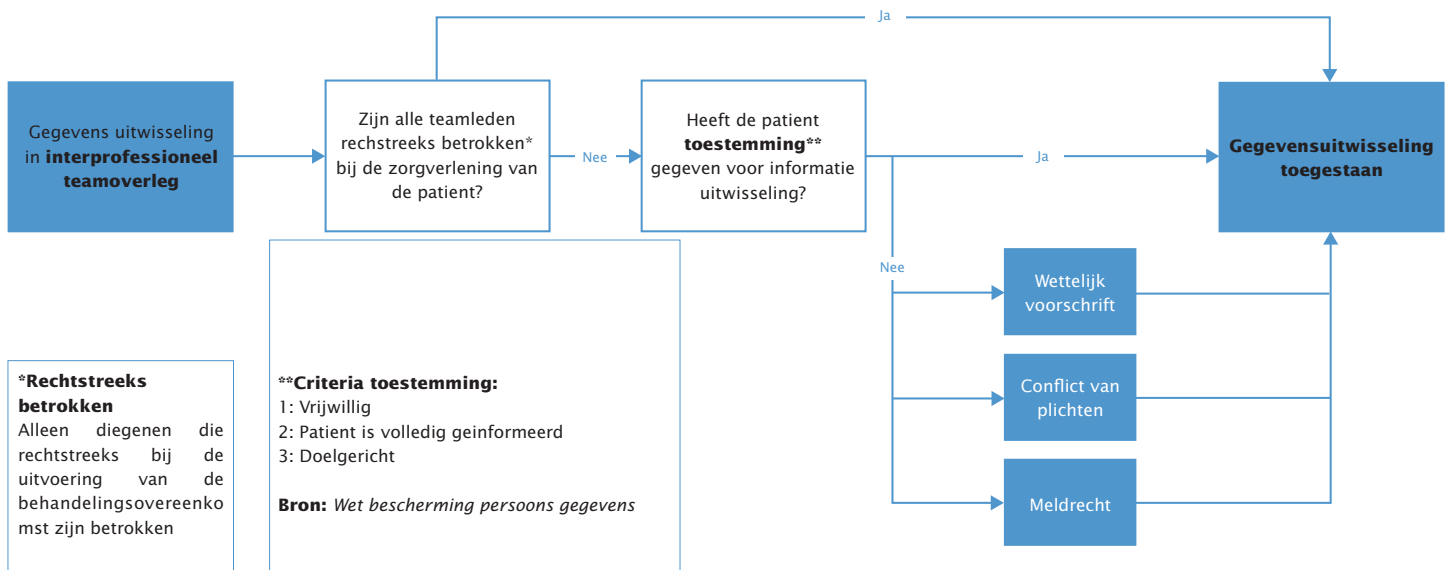 Ja
Gegevens uitwisseling
in interprofessioneel
teamoverleg
Zijn alle teamleden
rechstreeks betrokken*
bij de zorgverlening van
de patient?
Nee
Heeft de patient
toestemming**
gegeven voor informatie
uitwisseling?
Ja
Gegevensuitwisseling
toegestaan
Nee
Wettelijk
voorschrift
Conflict van
plichten
Meldrecht
*Rechtstreeks
betrokken
Alleen diegenen die
rechtstreeks bij de
uitvoering van de
behandelingsovereenko
mst zijn betrokken
**Criteria toestemming:
1: Vrijwillig
2: Patient is volledig geinformeerd
3: Doelgericht
Bron: Wet bescherming persoons gegevens